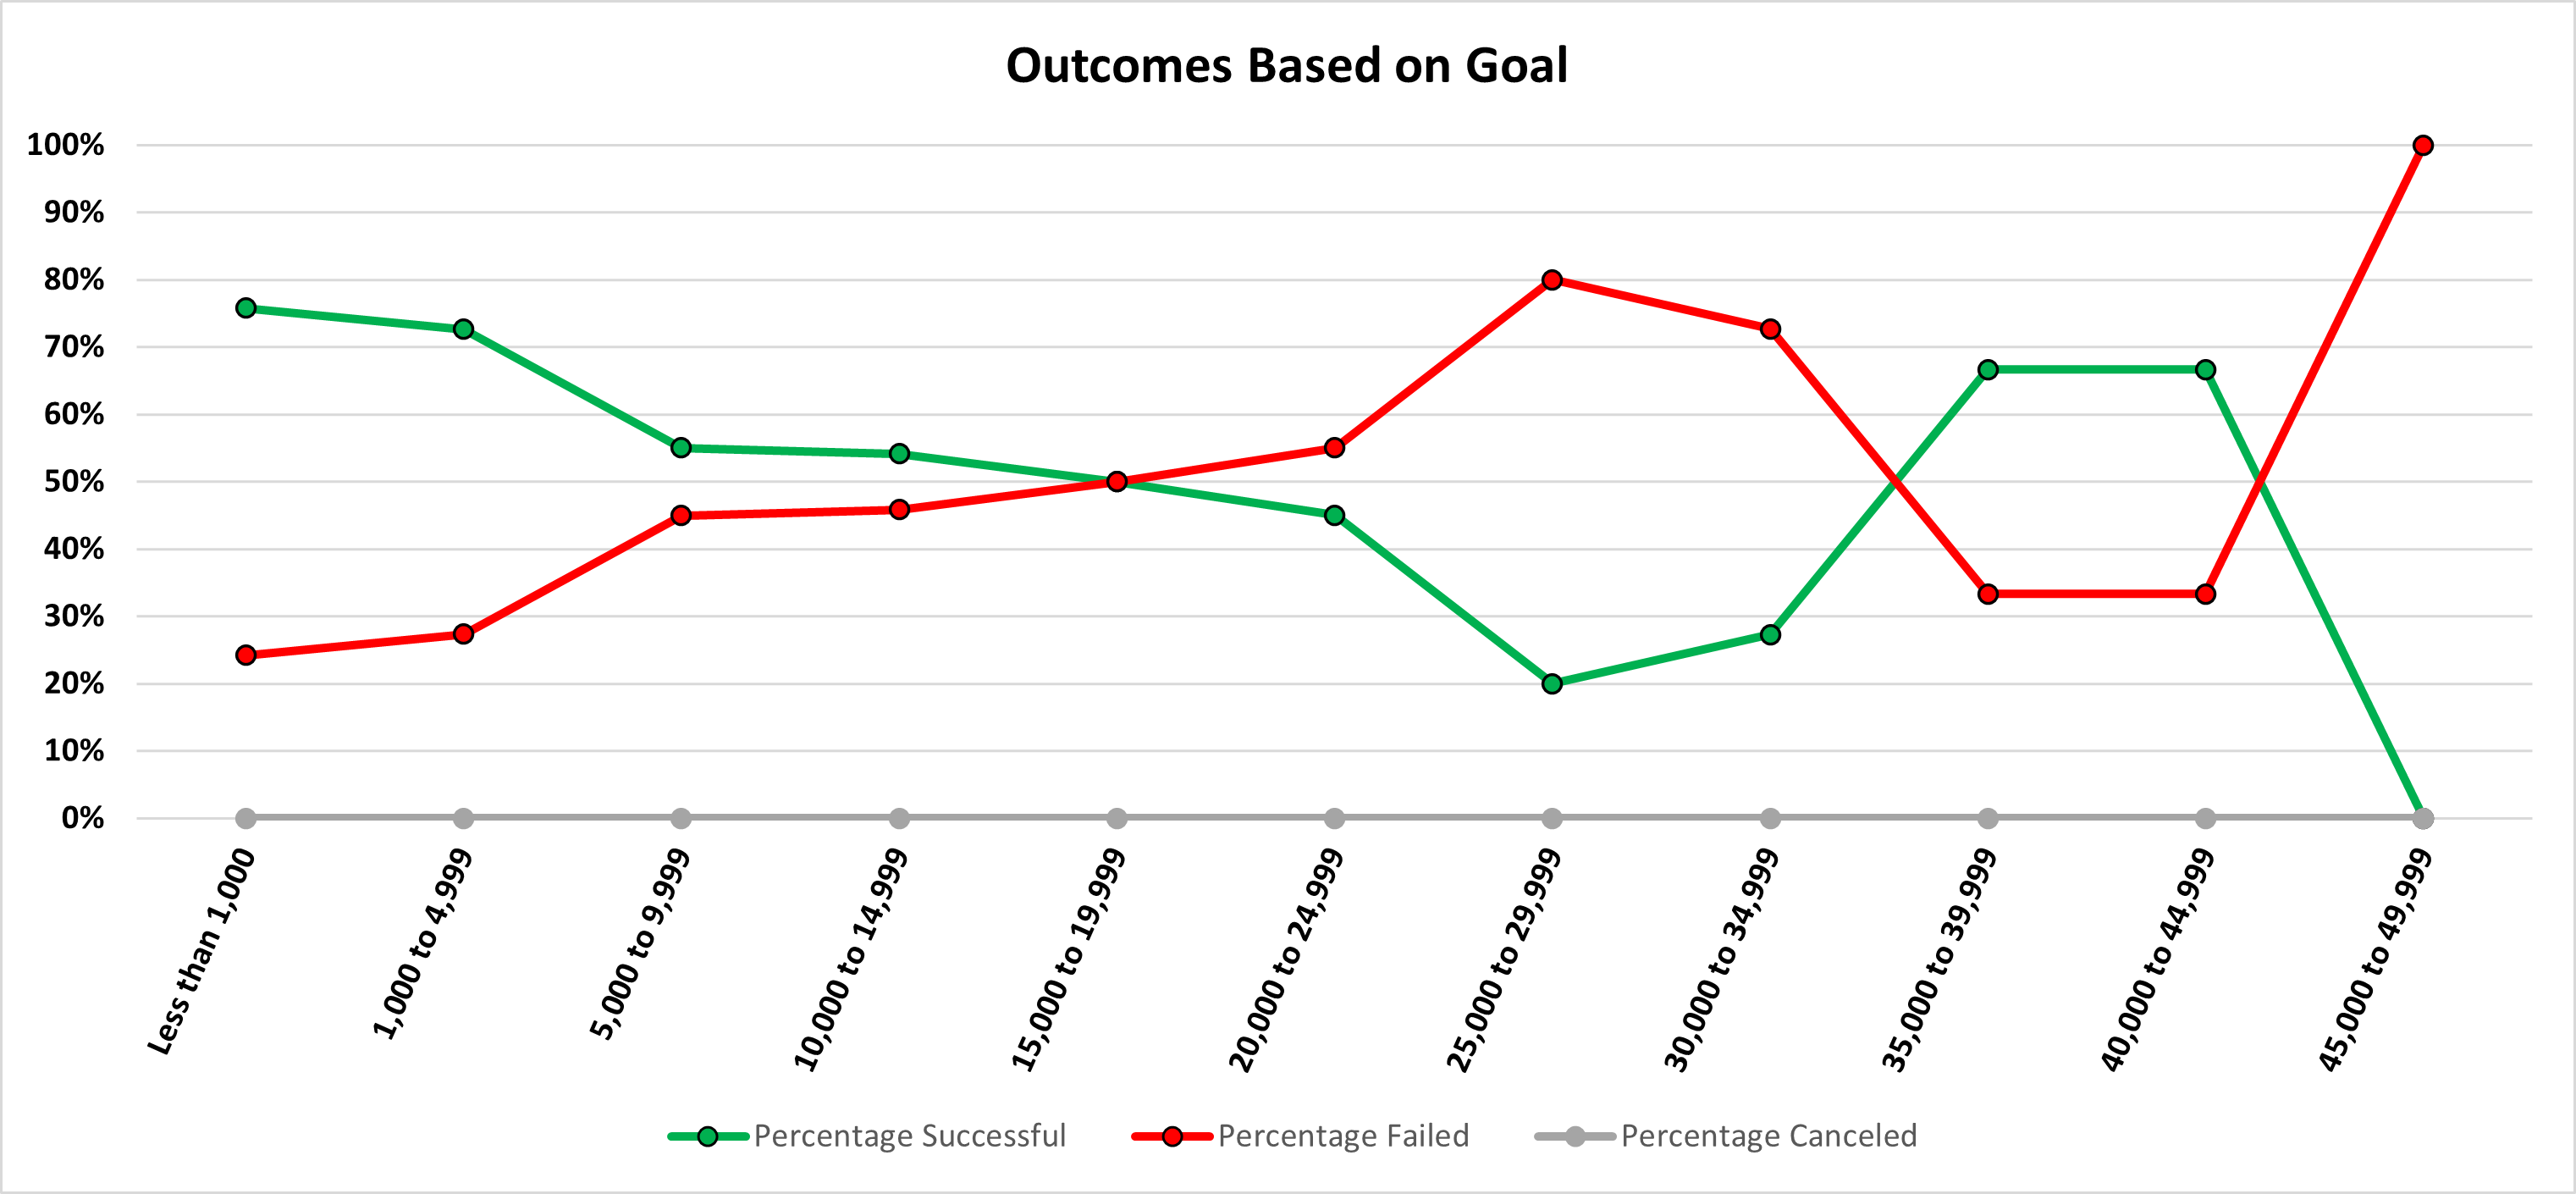 Outcomes Based on Goal
100%
90%
80%
70%
60%
50%
40%
30%
20%
10%
0%
Less than 1,000
1,000 to 4,999
5,000 to 9,999
10,000 to 14,999
15,000 to 19,999
20,000 to 24,999
25,000 to 29,999
30,000 to 34,999
35,000 to 39,999
40,000 to 44,999
45,000 to 49,999
Percentage Successful
Percentage Failed
Percentage Canceled